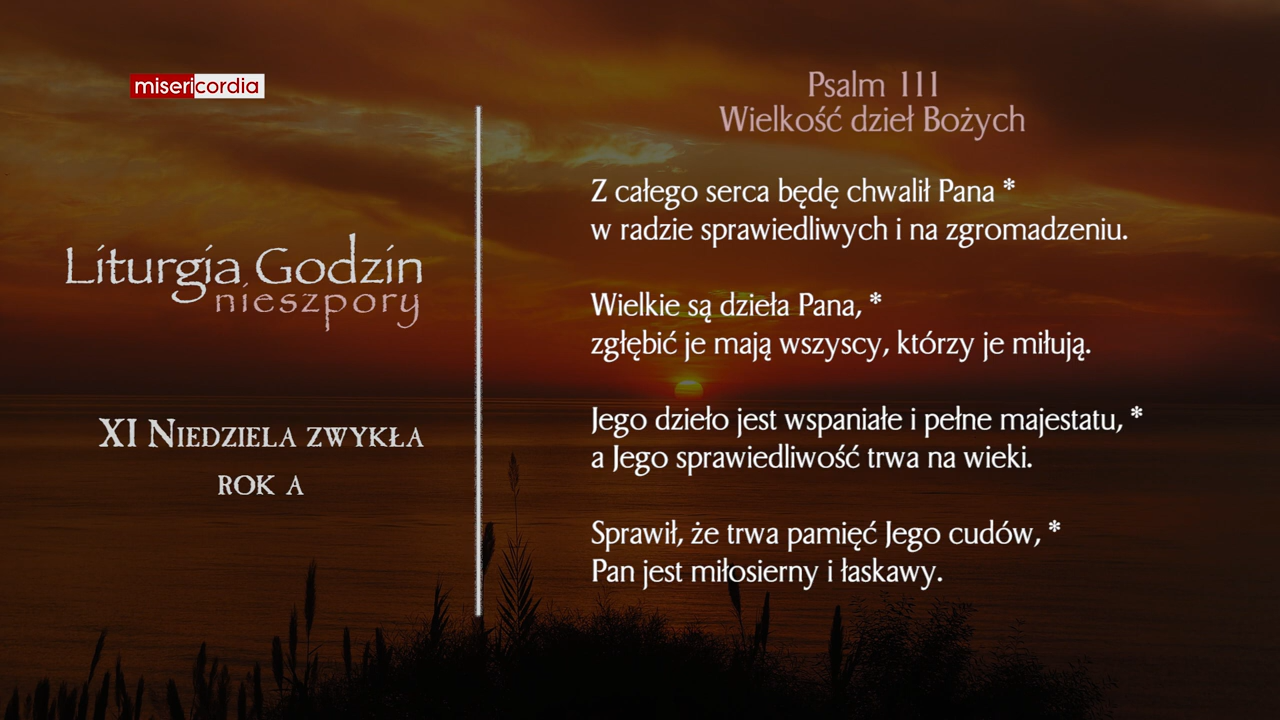 misericordia
Liturgia Godzin
nieszpory
XI Niedziela zwykła
rok A
Psalm 111
Wielkość dzieł Bożych
Z całego serca będę chwalił Pana *
w radzie sprawiedliwych i na zgromadzeniu.
Wielkie są dzieła Pana, *
zgłębić je mają wszyscy, którzy je miłują.
Jego dzieło jest wspaniałe i pełne majestatu, *
a Jego sprawiedliwość trwa na wieki.
Sprawił, że trwa pamięć Jego cudów, *
Pan jest miłosierny i łaskawy.